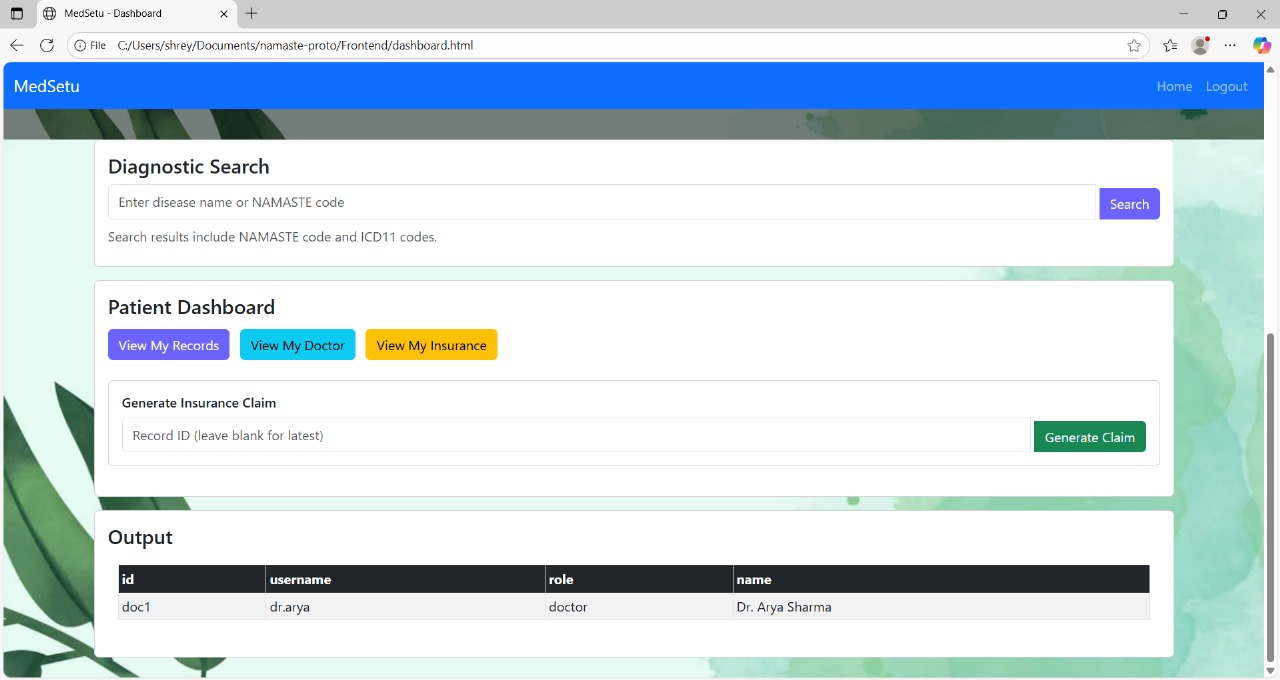 MedSetu - Dashboard
File C:/Users/shrey/Documents/namaste-proto/Frontend/dashboard.html
MedSetu Home Logout
Diagnostic Search
Enter disease name or NAMASTE code Search
Search results include NAMASTE code and ICD11 codes.
Patient Dashboard
View My Records View My Doctor View My Insurance
Generate Insurance Claim
Record ID (leave blank for latest) Generate Claim
Output
id username role name
doc1 dr.arya doctor Dr. Arya Sharma